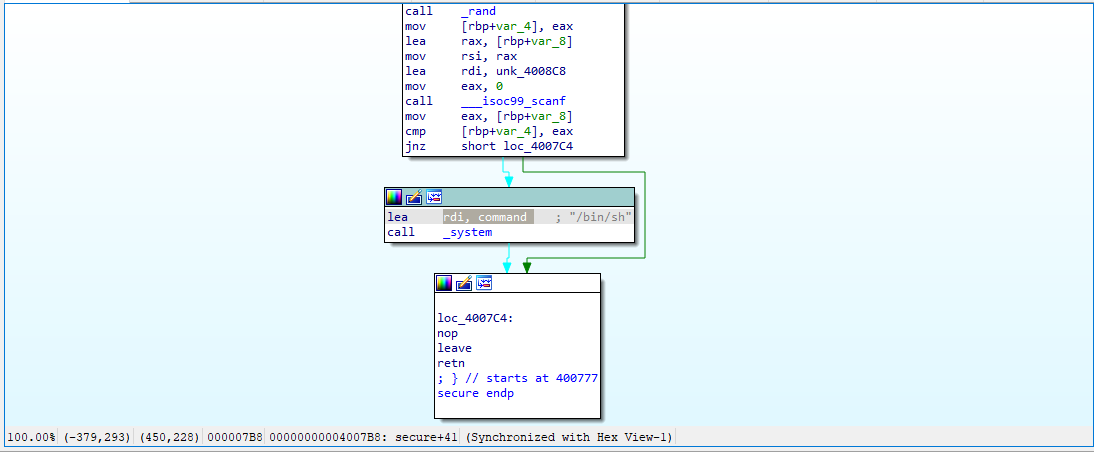 call    _rand
mov     [rbp+var_4], eax
lea     rax, [rbp+var_8]
mov     rsi, rax
lea     rdi, unk_4008C8
mov     eax, 0
call    ___isoc99_scanf
mov     eax, [rbp+var_8]
cmp     [rbp+var_4], eax
jnz     short loc_4007C4
lea     rdi, command    ; "/bin/sh"
call    _system
loc_4007C4:
nop
leave
retn
; } // starts at 400777
secure endp
100.00% (-379,293) (450,228) 000007B8 00000000004007B8: secure+41 (Synchronized with Hex View-1)